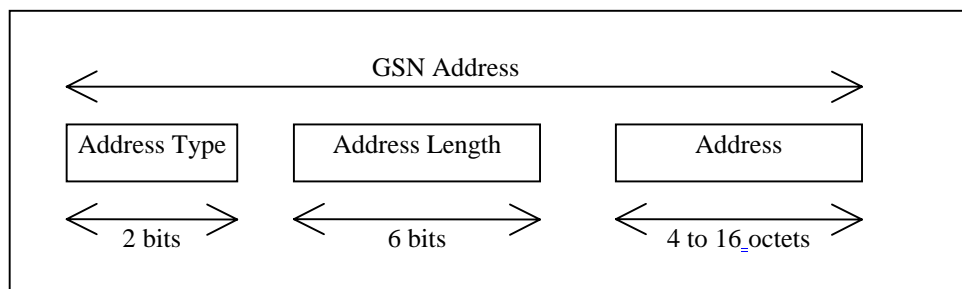 GSN Address
Address Type Address Length Address
2 bits 6 bits 4 to 16 octets